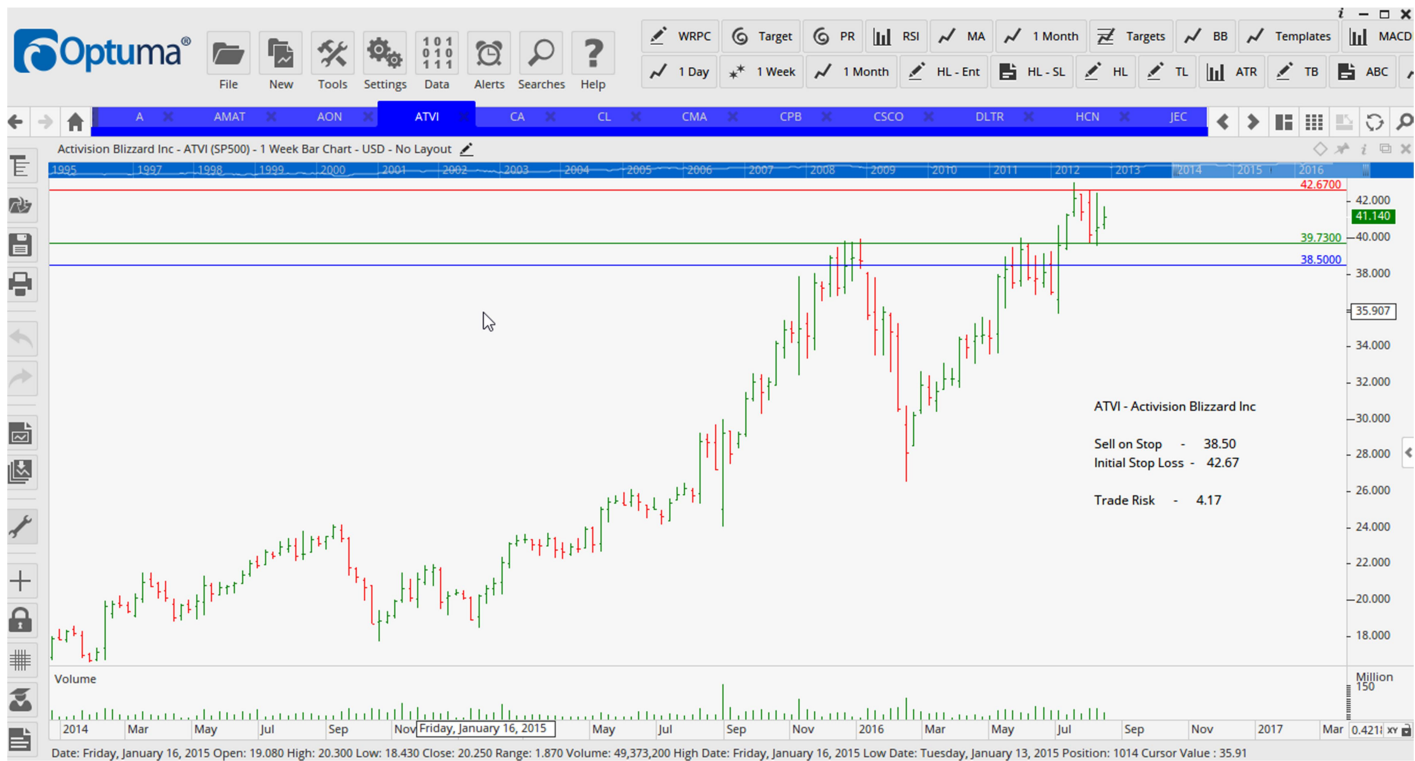 Optuma®
File New Tools Settings Data Alerts Searches Help
101
010
111
WRPC Target PR RSI MA 1 Month Targets BB Templates MACD
1 Day 1 Week 1 Month HL - Ent HL - SL HL TL ATR TB ABC
A AMAT AON ATVI CA CL CMA CPB CSCO DLTR HCN JEC
Activision Blizzard Inc - ATVI (SP500) - 1 Week Bar Chart - USD - No Layout
1995 1997 1998 1999 2000 2001 2002 2003 2004 2005 2006 2007 2008 2009 2010 2011 2012 2013 2014 2015 2016
42.6700
42.000
41.140
39.7300
40.000
38.5000
38.000
35.907
34.000
32.000
30.000
28.000
26.000
24.000
22.000
20.000
18.000
ATVI - Activision Blizzard Inc
Sell on Stop - 38.50
Initial Stop Loss - 42.67
Trade Risk - 4.17
Volume
Million
150
2014 Mar May Jul Sep Nov Friday, January 16, 2015 May Jul Sep Nov 2016 Mar May Jul Sep Nov 2017 Mar 0.421 XY
Date: Friday, January 16, 2015 Open: 19.080 High: 20.300 Low: 18.430 Close: 20.250 Range: 1.870 Volume: 49,373,200 High Date: Friday, January 16, 2015 Low Date: Tuesday, January 13, 2015 Position: 1014 Cursor Value : 35.91